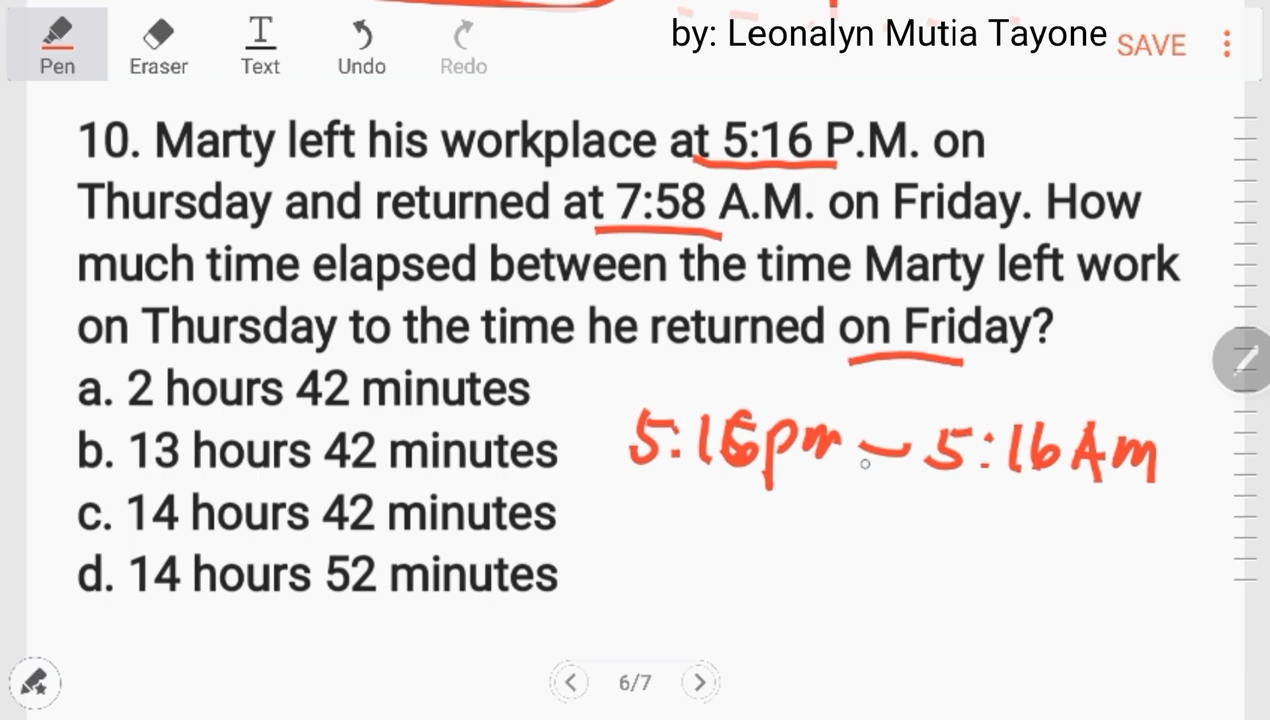 by: Leonalyn Mutia Tayone
Pen Eraser Text Undo Redo SAVE
10. Marty left his workplace at 5:16 P.M. on
Thursday and returned at 7:58 A.M. on Friday. How
much time elapsed between the time Marty left work
on Thursday to the time he returned on Friday?
a. 2 hours 42 minutes
b. 13 hours 42 minutes
c. 14 hours 42 minutes
d. 14 hours 52 minutes
5:16pm - 5:16Am
6/7